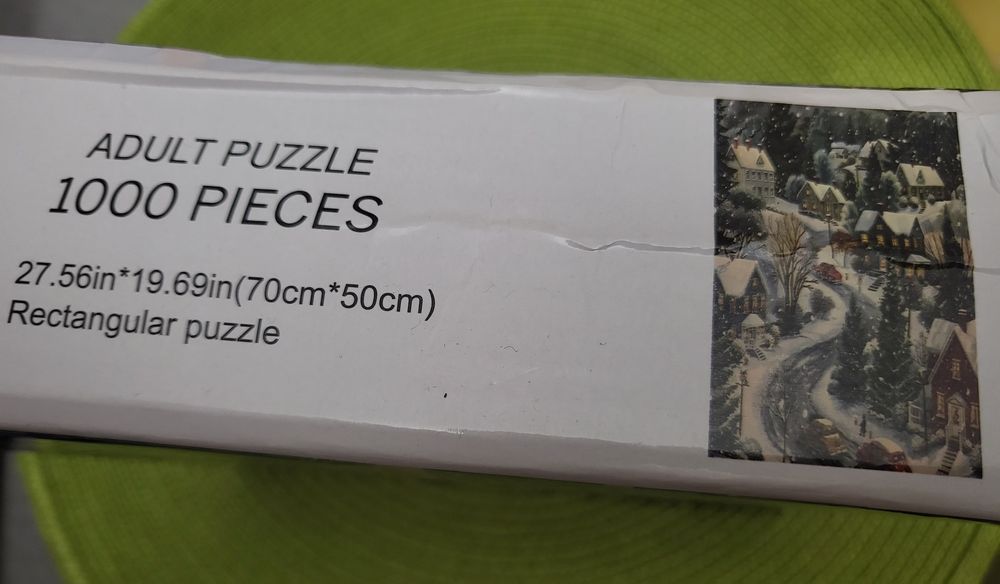 ADULT PUZZLE
1000 PIECES
27.56in*19.69in(70cm*50cm)
Rectangular puzzle